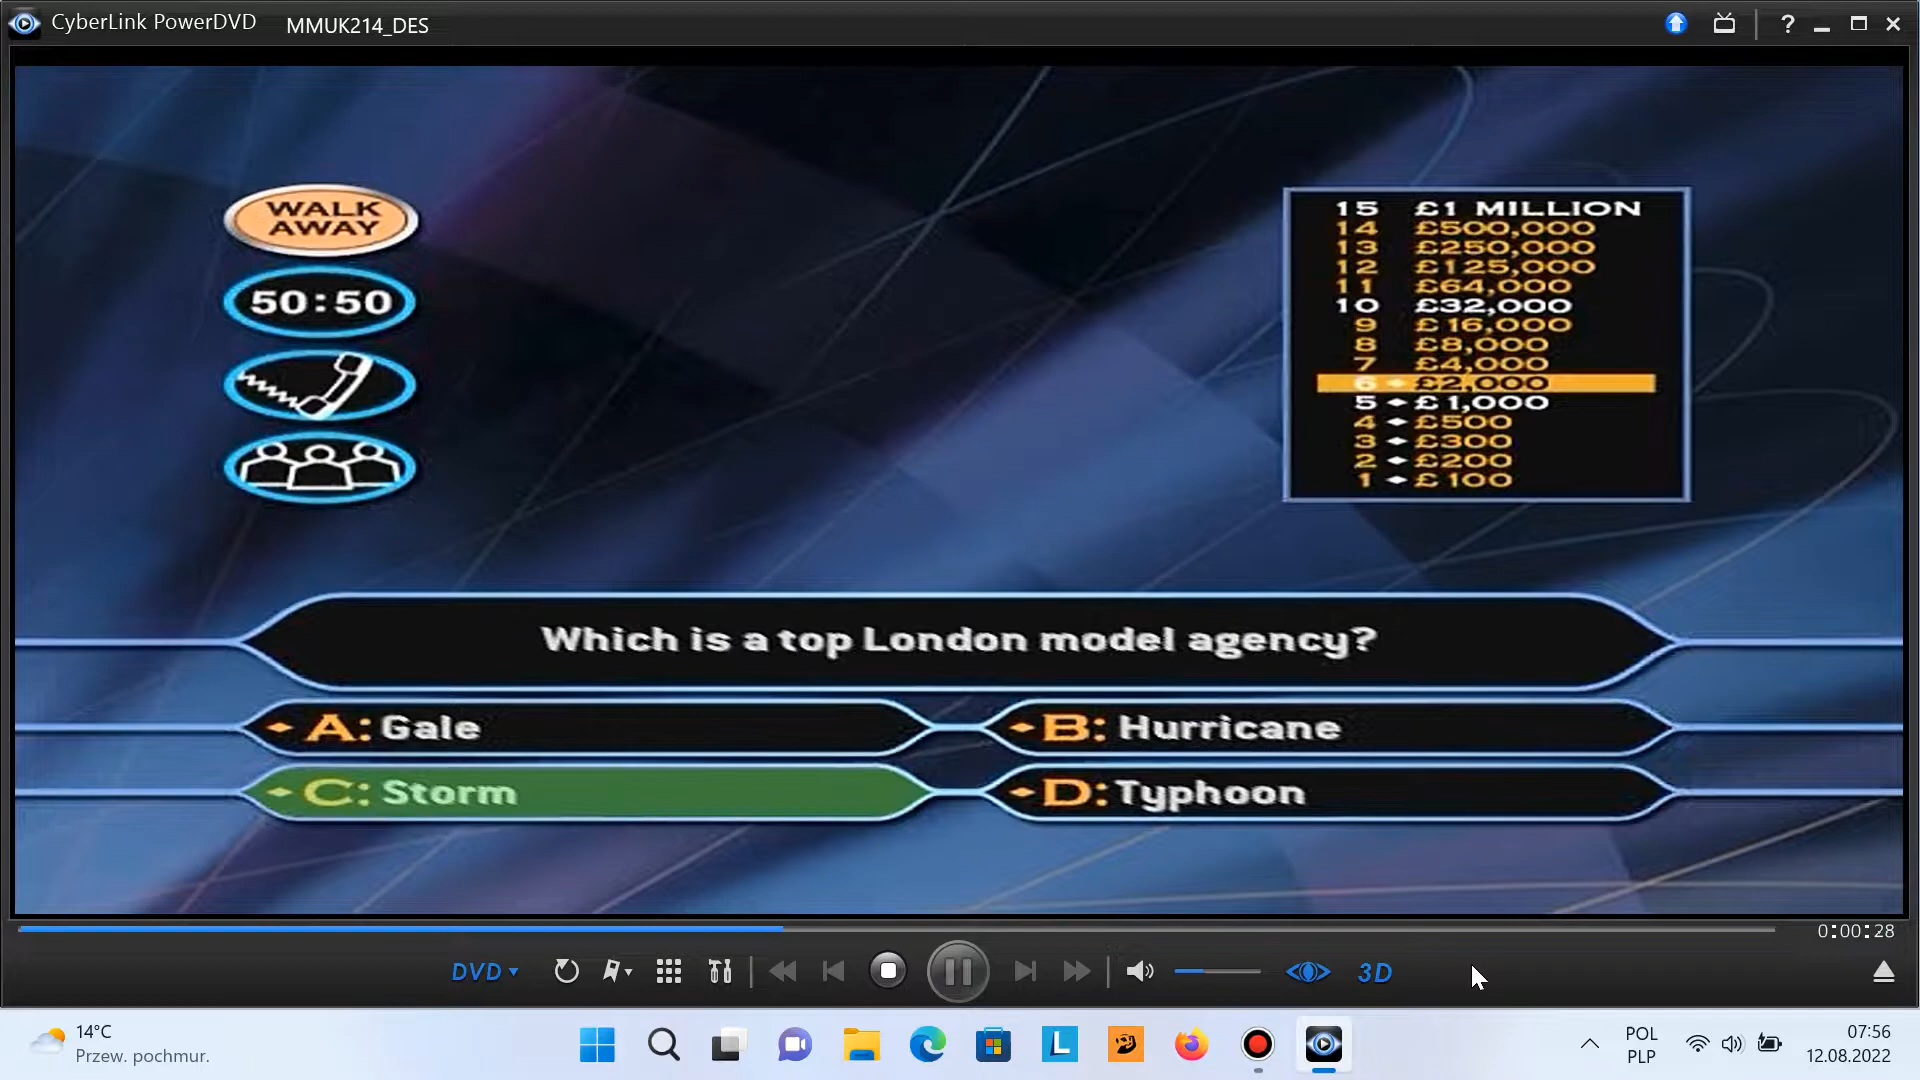 CyberLink PowerDVD MMUK214_DES
?
WALK
AWAY
50:50
15 £1 MILLION
14 £500,000
13 £250,000
12 £125,000
11 £64,000
10 £32,000
9 £16,000
8 £8,000
7 £4,000
6 ◆ £2,000
5 ◆ £1,000
4 ◆ £500
3 ◆ £300
2 ◆ £200
1 ◆ £100
Which is a top London model agency?
◆ A: Gale
◆ B: Hurricane
◆ C: Storm
◆ D: Typhoon
0:00:28
DVD 3D
14°C
Przew. pochmur.
L
POL
PLP
07:56
12.08.2022